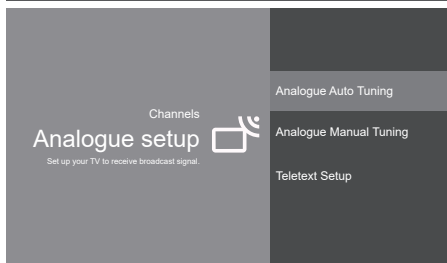 Channels
Analogue setup
Set up your TV to receive broadcast signal.
Analogue Auto Tuning
Analogue Manual Tuning
Teletext Setup